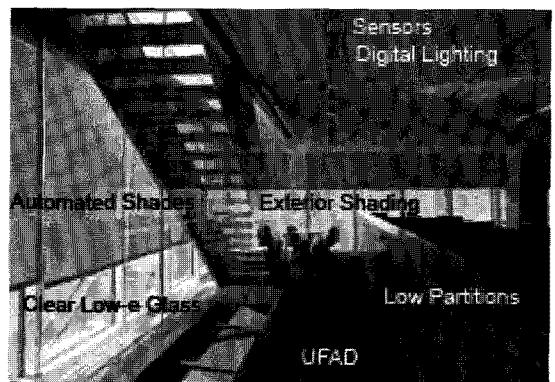 Sensors
Digital Lighting
Automated Shades
Exterior Shading
Clear Low-e Glass
Low Partitions
UFAD